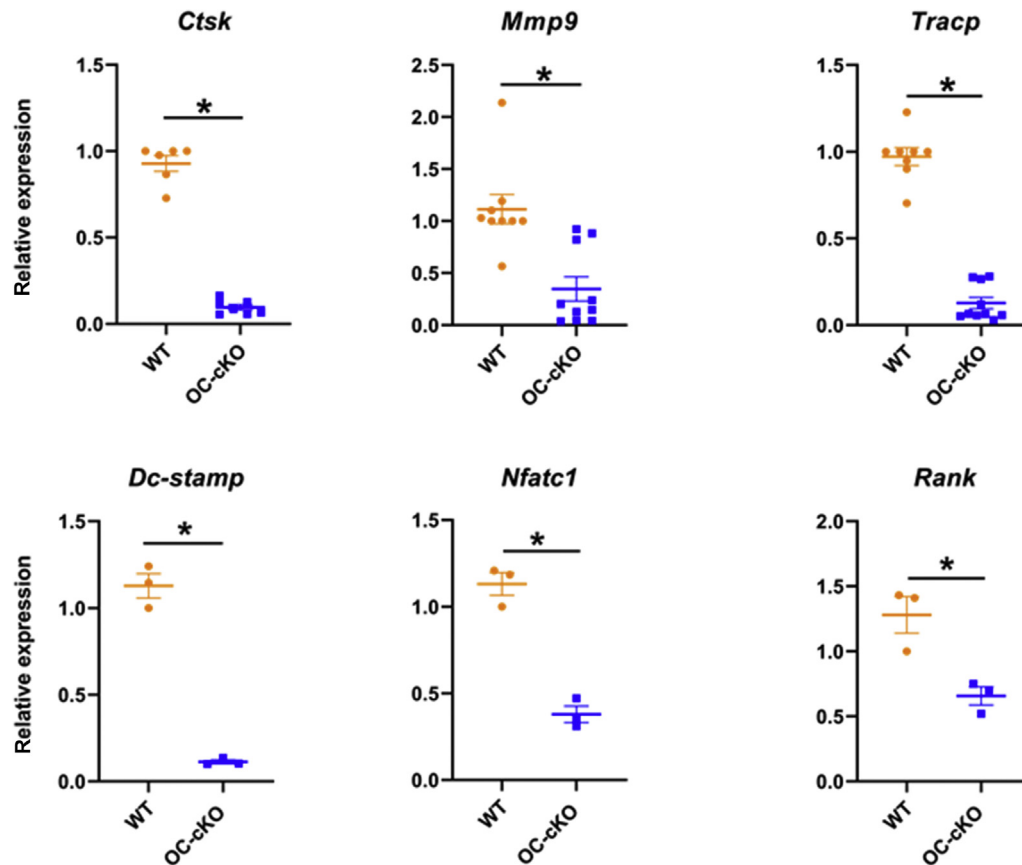 Ctsk
Mmp9
Tracp
Relative expression
1.5
1.0
0.5
0.0
*
WT
OC-cKO
2.5
2.0
1.5
1.0
0.5
0.0
*
WT
OC-cKO
1.5
1.0
0.5
0.0
*
WT
OC-cKO
Dc-stamp
Nfatc1
Rank
Relative expression
1.5
1.0
0.5
0.0
*
WT
OC-cKO
1.5
1.0
0.5
0.0
*
WT
OC-cKO
2.0
1.5
1.0
0.5
0.0
*
WT
OC-cKO